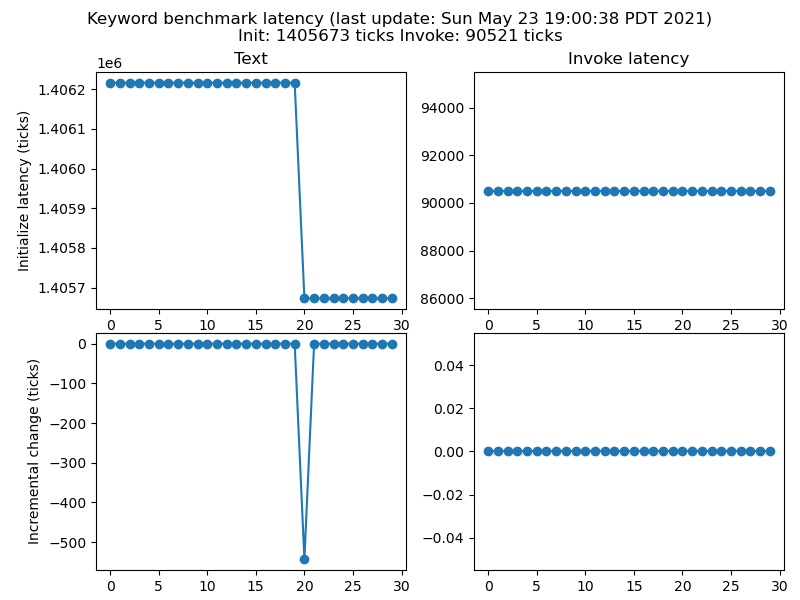 Keyword benchmark latency (last update: Sun May 23 19:00:38 PDT 2021)
Init: 1405673 ticks Invoke: 90521 ticks
Text
Invoke latency
1e6
1.4062
1.4061
1.4060
1.4059
1.4058
1.4057
Initialize latency (ticks)
0 5 10 15 20 25 30
94000
92000
90000
88000
86000
0 5 10 15 20 25 30
0
−100
−200
−300
−400
−500
Incremental change (ticks)
0 5 10 15 20 25 30
0.04
0.02
0.00
−0.02
−0.04
0 5 10 15 20 25 30